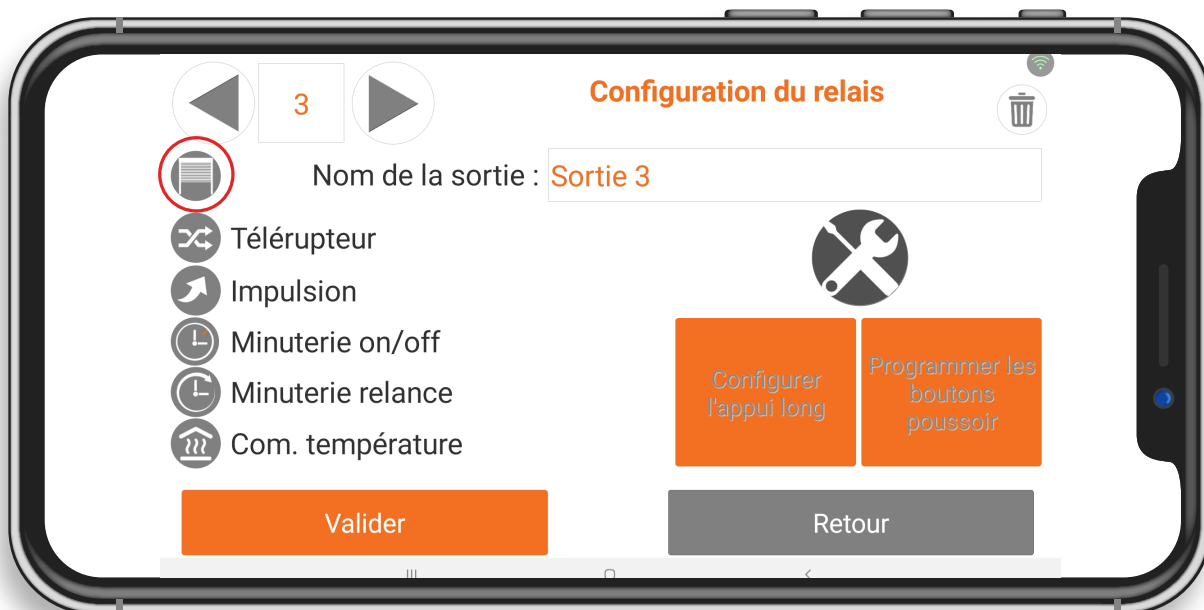 3
Configuration du relais
Nom de la sortie : Sortie 3
Télérupteur
Impulsion
Minuterie on/off
Minuterie relance
Com. température
Configurer
l'appui long
Programmer les
boutons
poussoir
Valider
Retour